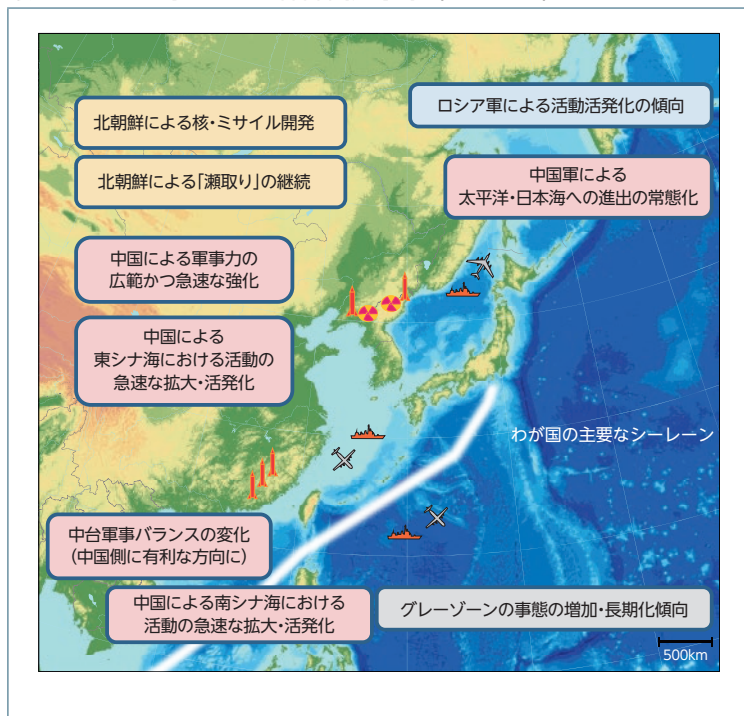 北朝鮮による核・ミサイル開発
ロシア軍による活動活発化の傾向
北朝鮮による「瀬取り」の継続
中国軍による
太平洋・日本海への進出の常態化
中国による軍事力の
広範かつ急速な強化
中国による
東シナ海における活動の
急速な拡大・活発化
わが国の主要なシーレーン
中台軍事バランスの変化
(中国側に有利な方向に)
中国による南シナ海における
活動の急速な拡大・活発化
グレーゾーンの事態の増加・長期化傾向
500km